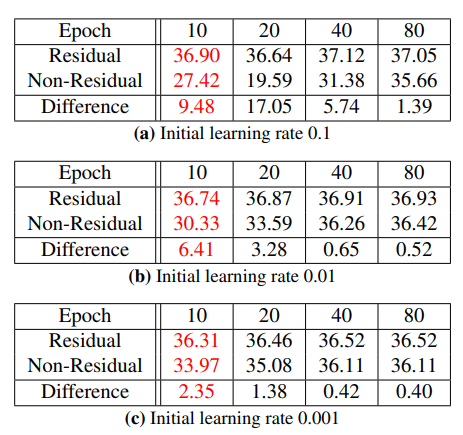 Epoch 10 20 40 80
Residual 36.90 36.64 37.12 37.05
Non-Residual 27.42 19.59 31.38 35.66
Difference 9.48 17.05 5.74 1.39
(a) Initial learning rate 0.1
Epoch 10 20 40 80
Residual 36.74 36.87 36.91 36.93
Non-Residual 30.33 33.59 36.26 36.42
Difference 6.41 3.28 0.65 0.52
(b) Initial learning rate 0.01
Epoch 10 20 40 80
Residual 36.31 36.46 36.52 36.52
Non-Residual 33.97 35.08 36.11 36.11
Difference 2.35 1.38 0.42 0.40
(c) Initial learning rate 0.001